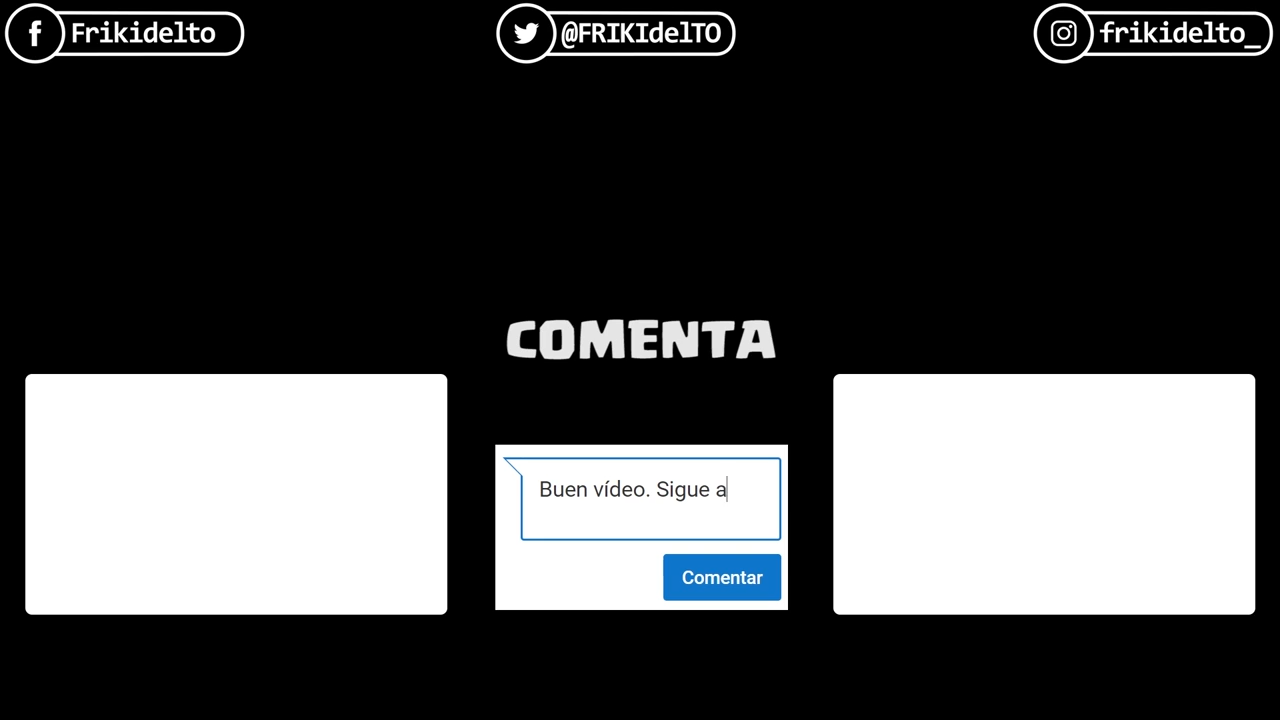 Frikidelto
@FRIKIdelTO
frikidelto_
COMENTA
Buen vídeo. Sigue a
Comentar